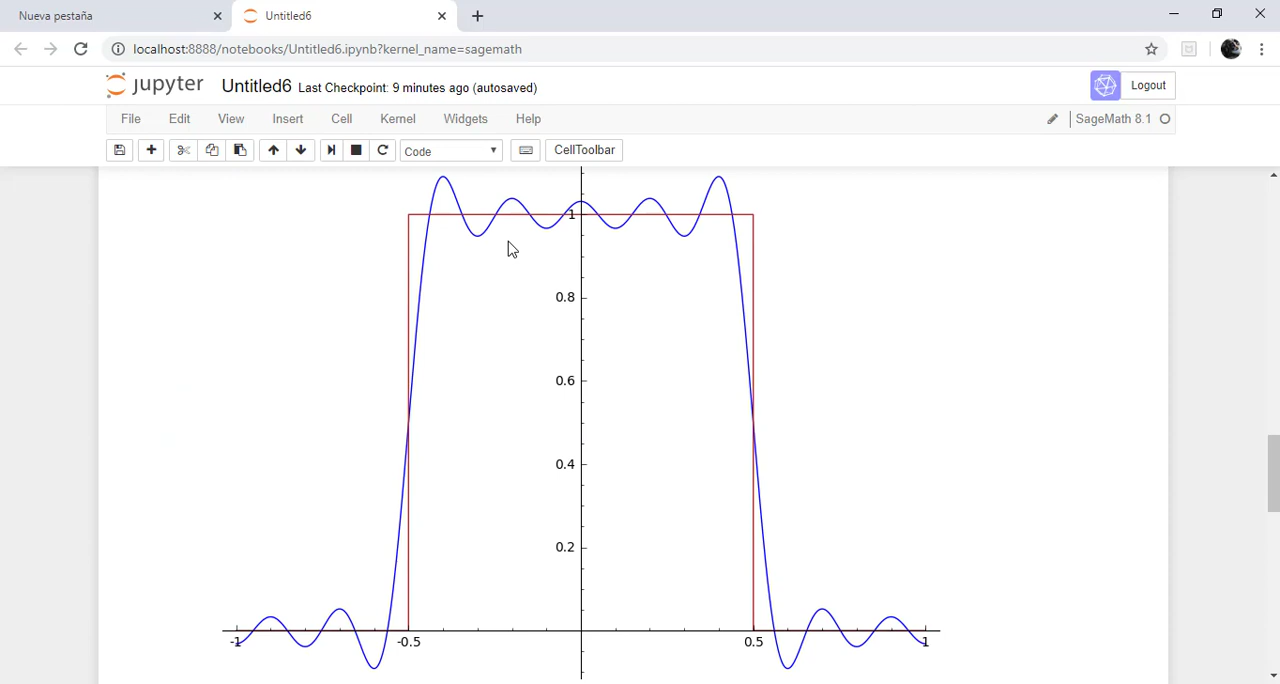 Nueva pestaña
Untitled6
localhost:8888/notebooks/Untitled6.ipynb?kernel_name=sagemath
jupyter Untitled6 Last Checkpoint: 9 minutes ago (autosaved) Logout
File Edit View Insert Cell Kernel Widgets Help SageMath 8.1
Code CellToolbar
1
0.8
0.6
0.4
0.2
-1 -0.5 0.5 1